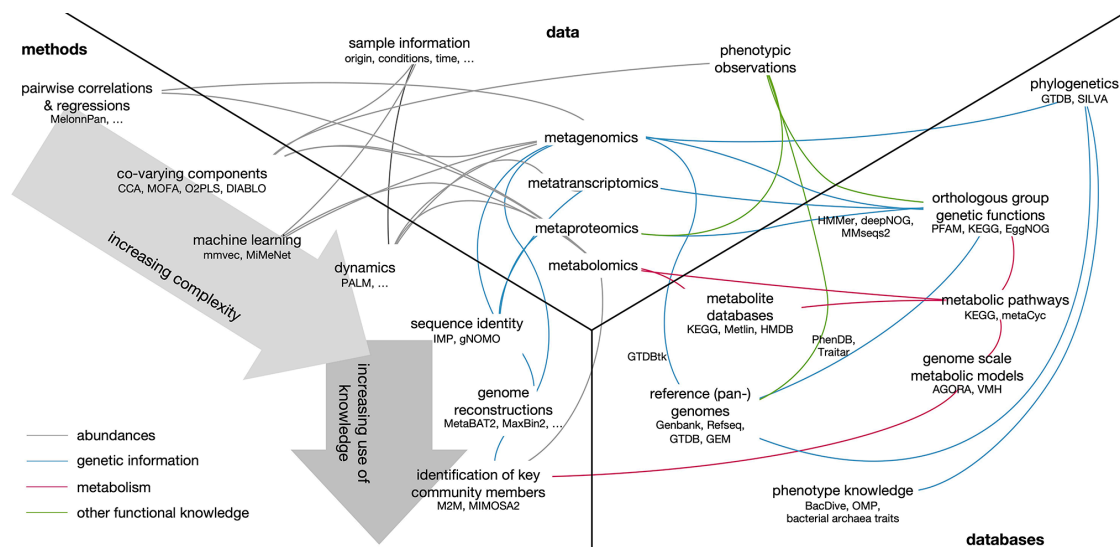 methods
data
sample information
origin, conditions, time, ...
phenotypic
observations
pairwise correlations
& regressions
MelonnPan, ...
phylogenetics
GTDB, SILVA
metagenomics
co-varying components
CCA, MOFA, O2PLS, DIABLO
metatranscriptomics
orthologous group
genetic functions
PFAM, KEGG, EggNOG
HMMer, deepNOG,
MMseqs2
metaproteomics
machine learning
mmvec, MiMeNet
dynamics
PALM, ...
metabolomics
increasing complexity
metabolite
databases
KEGG, Metlin, HMDB
metabolic pathways
KEGG, metaCyc
sequence identity
IMP, gNOMO
PhenDB,
Traitar
GTDBtk
genome scale
metabolic models
AGORA, VMH
increasing use of
knowledge
genome
reconstructions
MetaBAT2, MaxBin2, ...
reference (pan-)
genomes
Genbank, Refseq,
GTDB, GEM
abundances
genetic information
metabolism
other functional knowledge
identification of key
community members
M2M, MIMOSA2
phenotype knowledge
BacDive, OMP,
bacterial archaea traits
databases